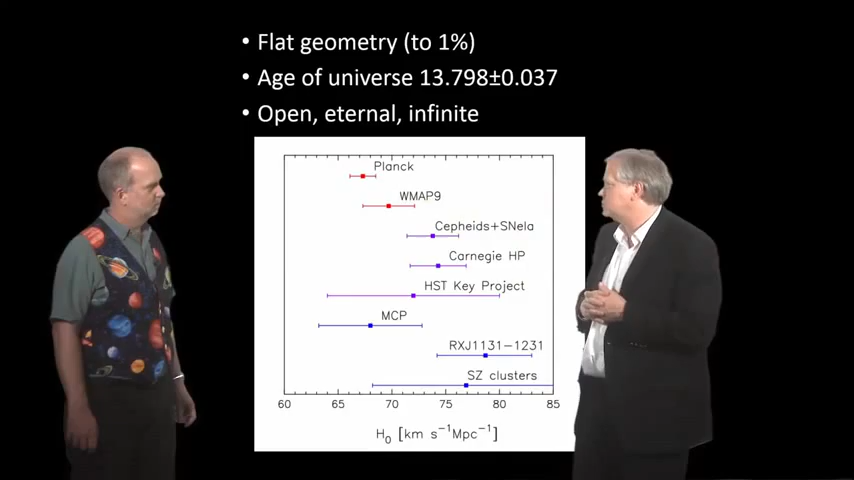 • Flat geometry (to 1%)
• Age of universe 13.798±0.037
• Open, eternal, infinite
Planck
WMAP9
Cepheids+SNeIa
Carnegie HP
HST Key Project
MCP
RXJ1131-1231
SZ clusters
60 65 70 75 80 85
H₀ [km s⁻¹Mpc⁻¹]